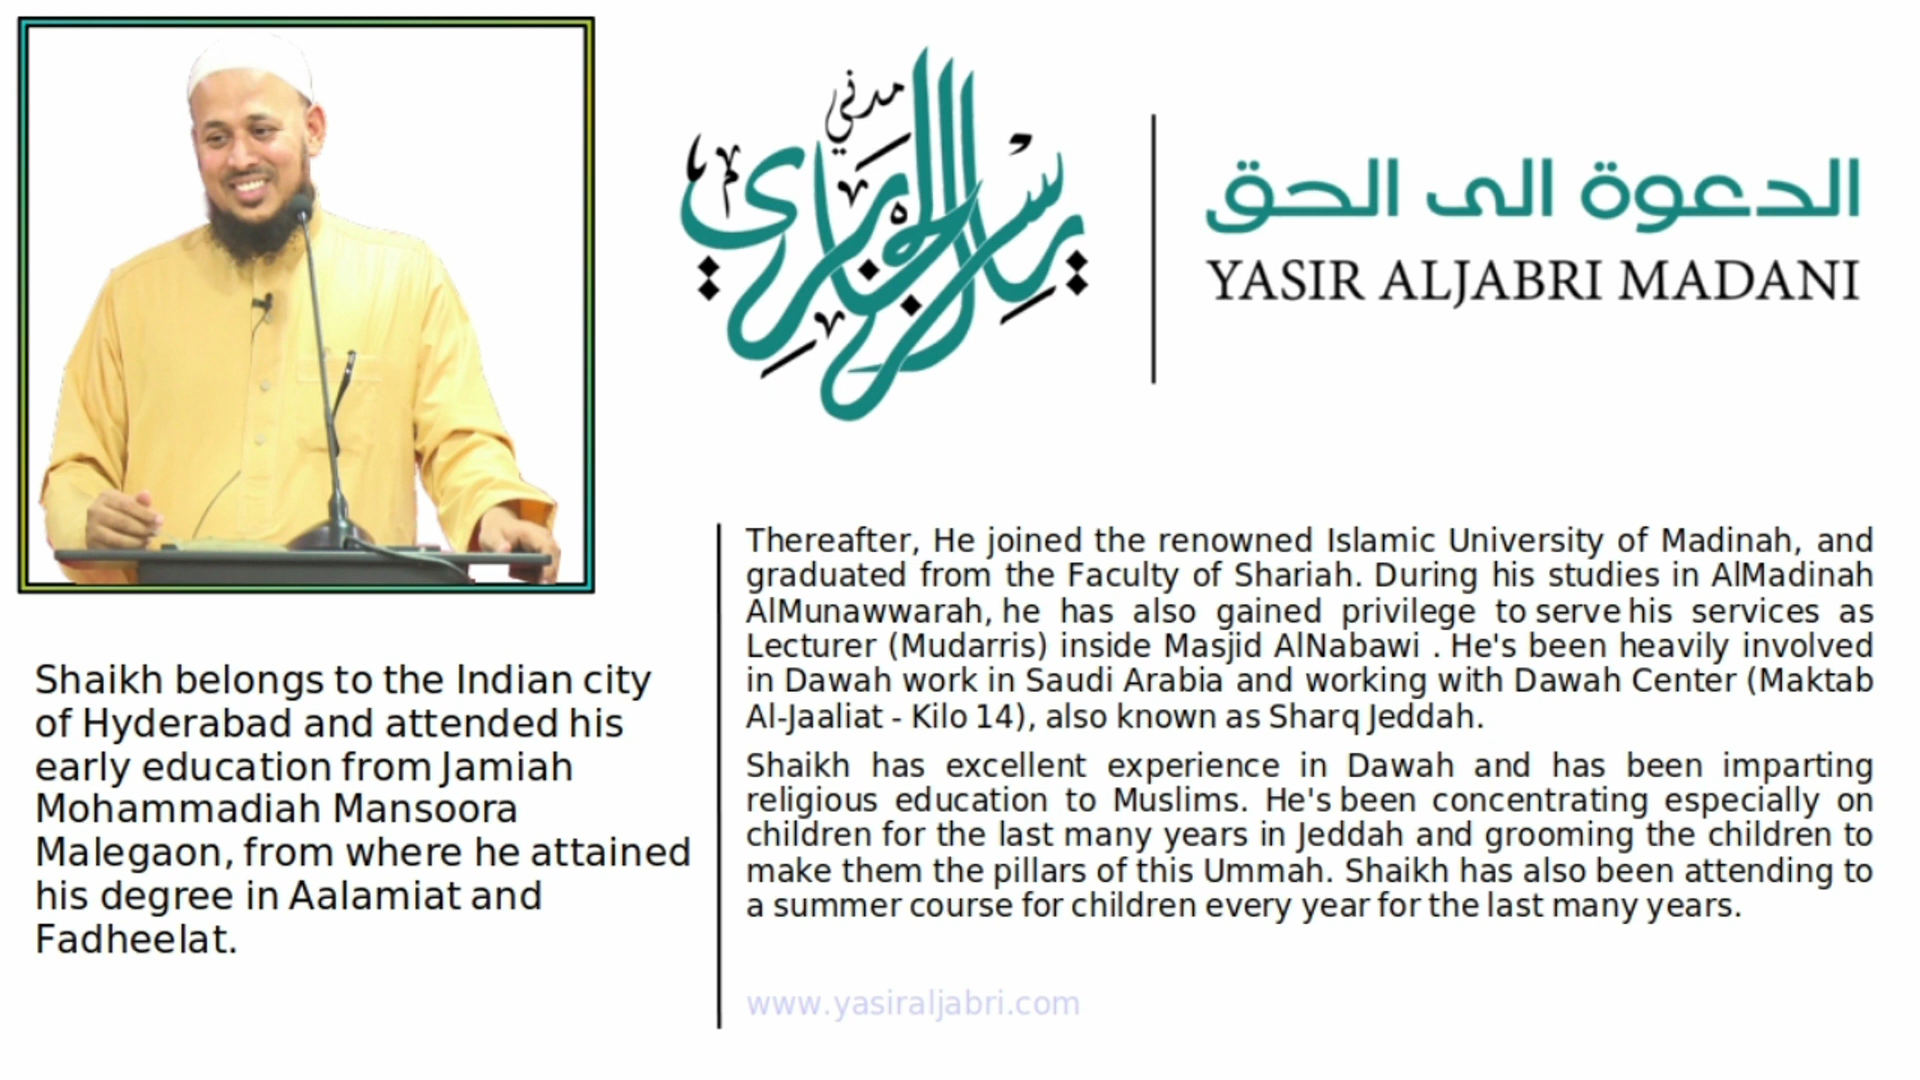 مدني
ياسر الجابري
الدعوة الى الحق
YASIR ALJABRI MADANI
Shaikh belongs to the Indian city
of Hyderabad and attended his
early education from Jamiah
Mohammadiah Mansoora
Malegaon, from where he attained
his degree in Aalamiat and
Fadheelat.
Thereafter, He joined the renowned Islamic University of Madinah, and
graduated from the Faculty of Shariah. During his studies in AlMadinah
AlMunawwarah, he has also gained privilege to serve his services as
Lecturer (Mudarris) inside Masjid AlNabawi . He's been heavily involved
in Dawah work in Saudi Arabia and working with Dawah Center (Maktab
Al-Jaaliat - Kilo 14), also known as Sharq Jeddah.
Shaikh has excellent experience in Dawah and has been imparting
religious education to Muslims. He's been concentrating especially on
children for the last many years in Jeddah and grooming the children to
make them the pillars of this Ummah. Shaikh has also been attending to
a summer course for children every year for the last many years.
www.yasiraljabri.com